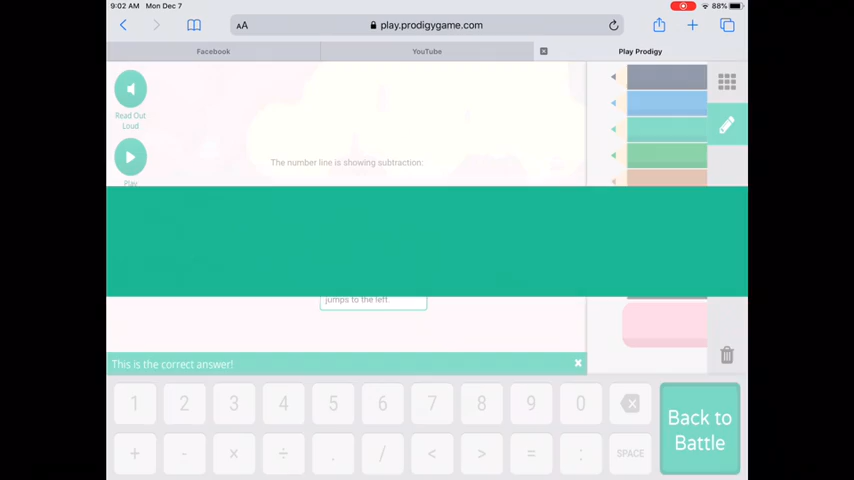 9:02 AM Mon Dec 7
88%
AA
play.prodigygame.com
Facebook
YouTube
Play Prodigy
Read Out
Loud
Play
The number line is showing subtraction:
jumps to the left
This is the correct answer!
1 2 3 4 5 6 7 8 9 0
+ - × ÷ . / < > = : SPACE
Back to
Battle